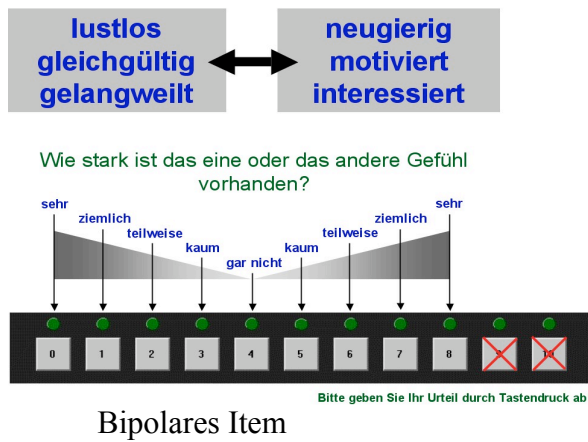 lustlos
gleichgültig
gelangweilt
neugierig
motiviert
interessiert
Wie stark ist das eine oder das andere Gefühl
vorhanden?
sehr
ziemlich
teilweise
kaum
gar nicht
kaum
teilweise
ziemlich
sehr
0 1 2 3 4 5 6 7 8 9 10
Bitte geben Sie Ihr Urteil durch Tastendruck ab
Bipolares Item